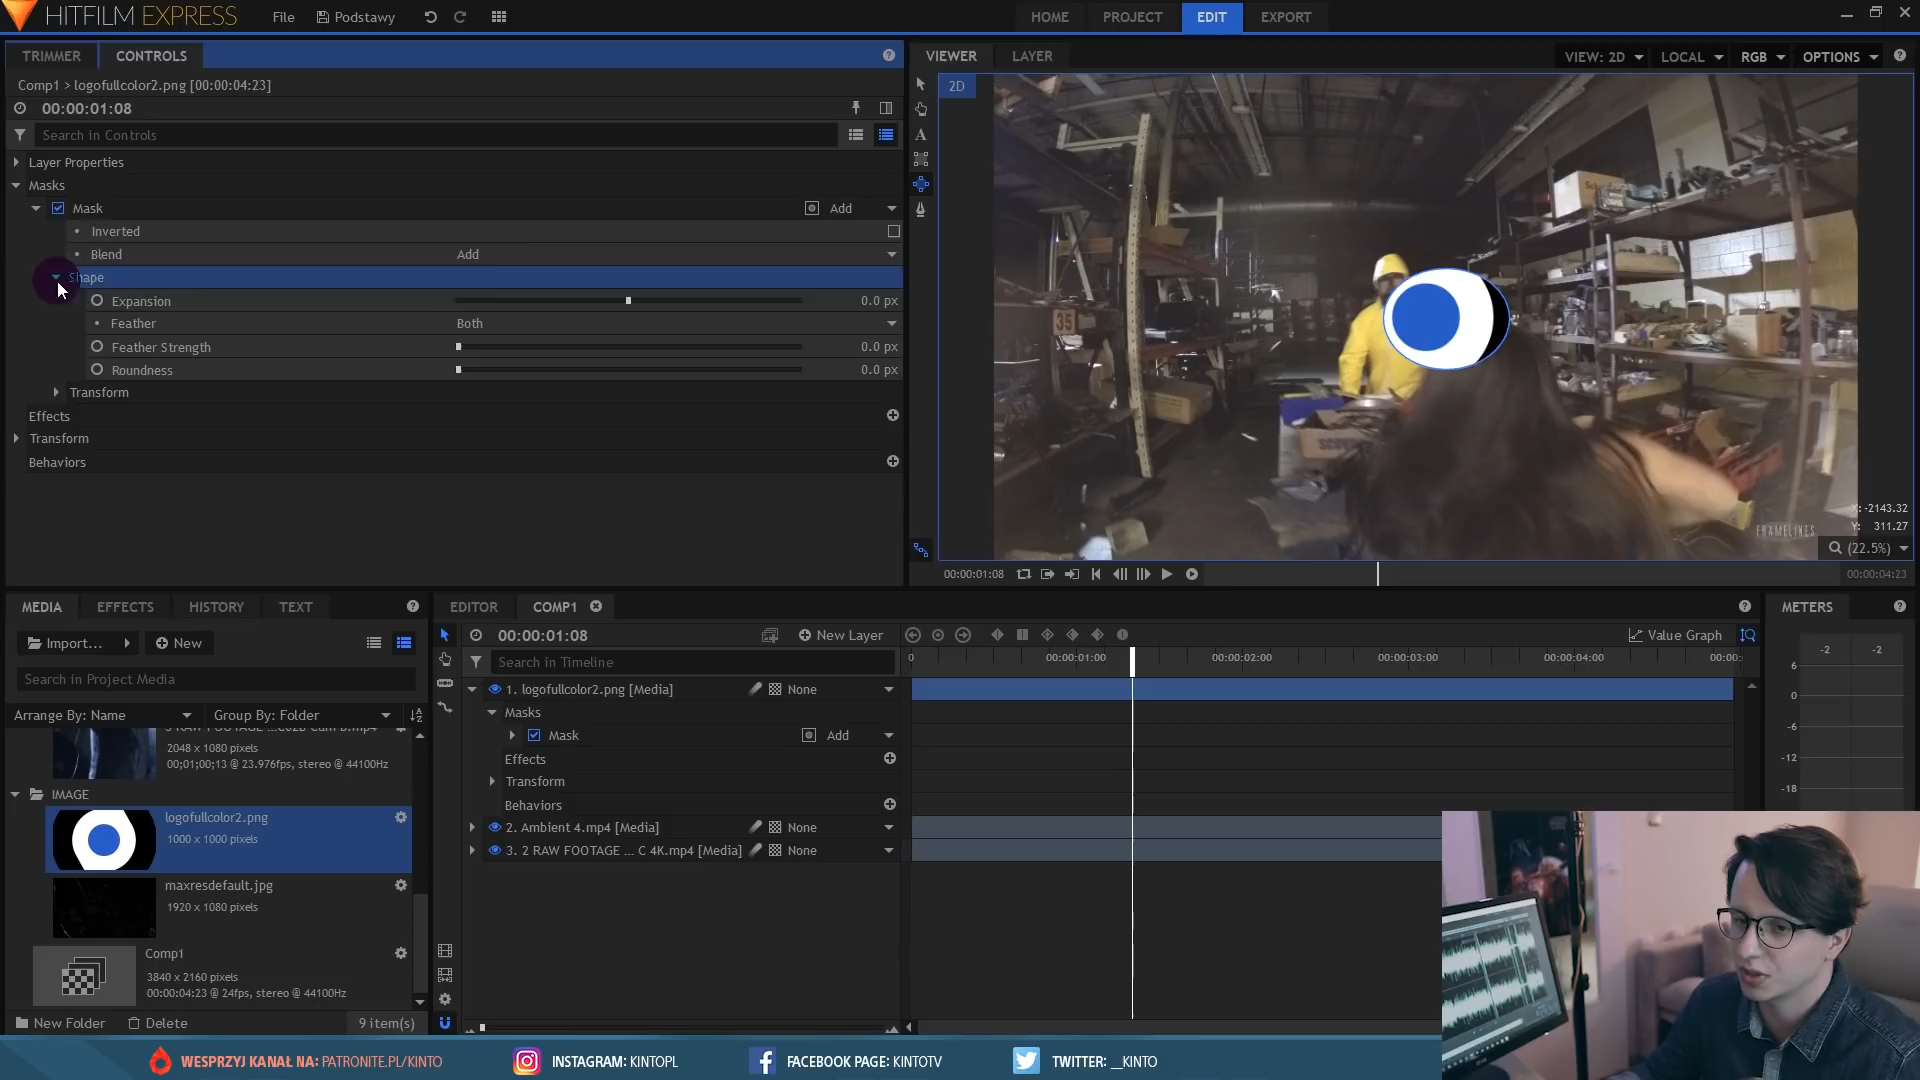 HITFILM EXPRESS
File
Podstawy
HOME
PROJECT
EDIT
EXPORT
TRIMMER
CONTROLS
Comp1 > logofullcolor2.png [00:00:04:23]
00:00:01:08
Search in Controls
Layer Properties
Masks
Mask
Add
Inverted
Blend
Add
Shape
Expansion
0.0 px
Feather
Both
Feather Strength
0.0 px
Roundness
0.0 px
Transform
Effects
Transform
Behaviors
VIEWER
LAYER
VIEW: 2D
LOCAL
RGB
OPTIONS
2D
35
FRAMELINES
X: -2143.32
Y: 311.27
(22.5%)
00:00:01:08
00:00:04:23
MEDIA
EFFECTS
HISTORY
TEXT
Import...
New
Search in Project Media
Arrange By: Name
Group By: Folder
2048 x 1080 pixels
00;01;00;13 @ 23.976fps, stereo @ 44100Hz
IMAGE
logofullcolor2.png
1000 x 1000 pixels
maxresdefault.jpg
1920 x 1080 pixels
Comp1
3840 x 2160 pixels
00:00:04:23 @ 24fps, stereo @ 44100Hz
New Folder
Delete
9 item(s)
EDITOR
COMP1
00:00:01:08
New Layer
Value Graph
Search in Timeline
0
00:00:01:00
00:00:02:00
00:00:03:00
00:00:04:00
00:00:
1. logofullcolor2.png [Media]
None
Masks
Mask
Add
Effects
Transform
Behaviors
2. Ambient 4.mp4 [Media]
None
3. 2 RAW FOOTAGE ... C 4K.mp4 [Media]
None
METERS
-2
-2
6
0
-6
-12
-18
WESPRZYJ KANAŁ NA: PATRONITE.PL/KINTO
INSTAGRAM: KINTOPL
FACEBOOK PAGE: KINTOTV
TWITTER: __KINTO